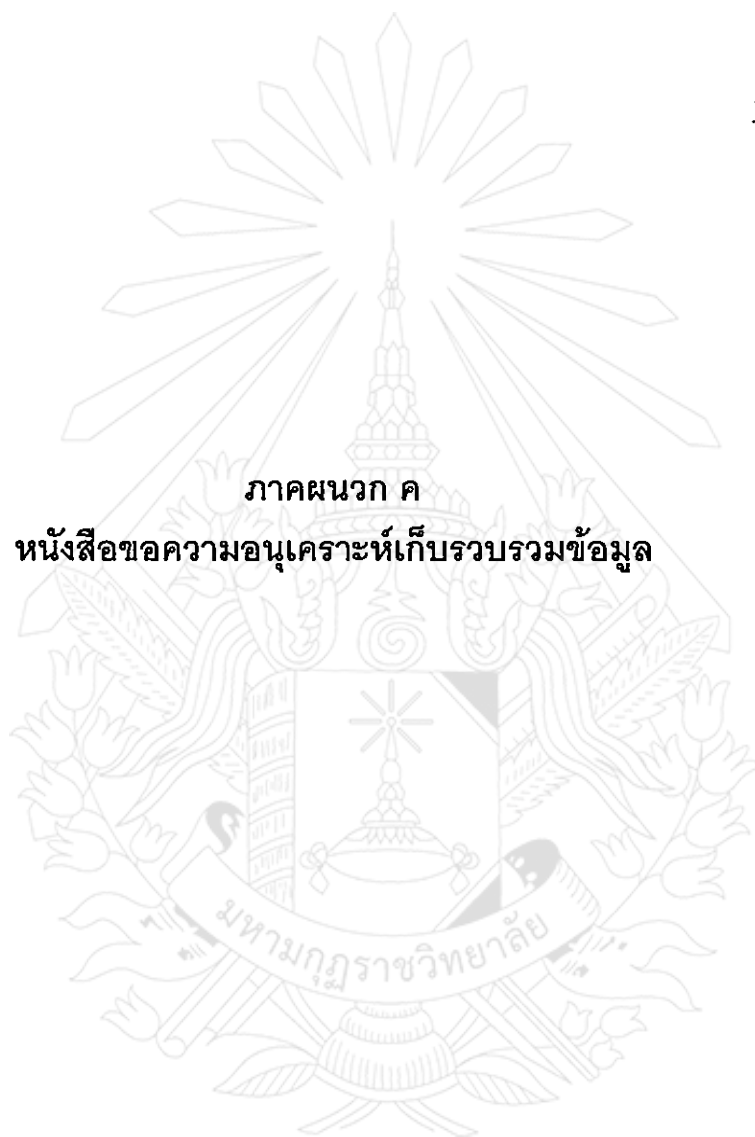 ภาคผนวก ค
หนังสือขอความอนุเคราะห์เก็บรวบรวมข้อมูล
มหามกุฏราชวิทยาลัย